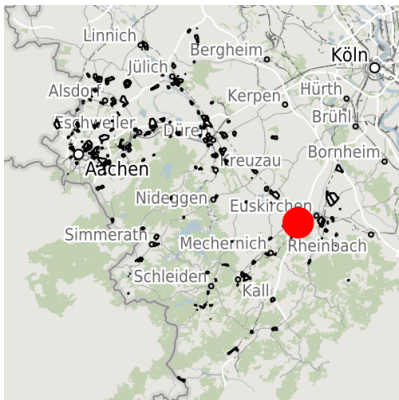 Linnich
Bergheim
Köln
Jülich
Alsdorf
Kerpen
Hürth
Brühl
Eschweiler
Düren
Bornheim
Aachen
Kreuzau
Nideggen
Euskirchen
Simmerath
Mechernich
Rheinbach
Schleiden
Kall